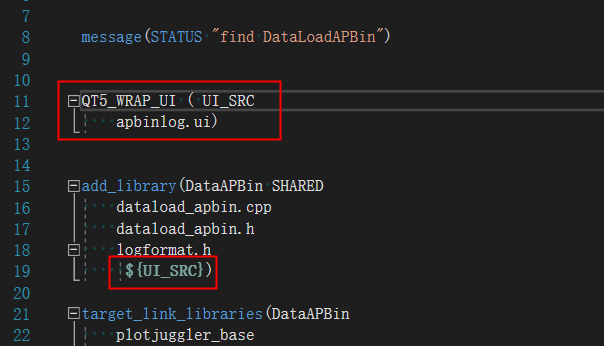 7
8 message(STATUS "find DataLoadAPBin")
9
10
11 QT5_WRAP_UI ( UI_SRC
12 apbinlog.ui)
13
14
15 add_library(DataAPBin SHARED
16 dataload_apbin.cpp
17 dataload_apbin.h
18 logformat.h
19 ${UI_SRC})
20
21 target_link_libraries(DataAPBin
22 plotjuggler_base